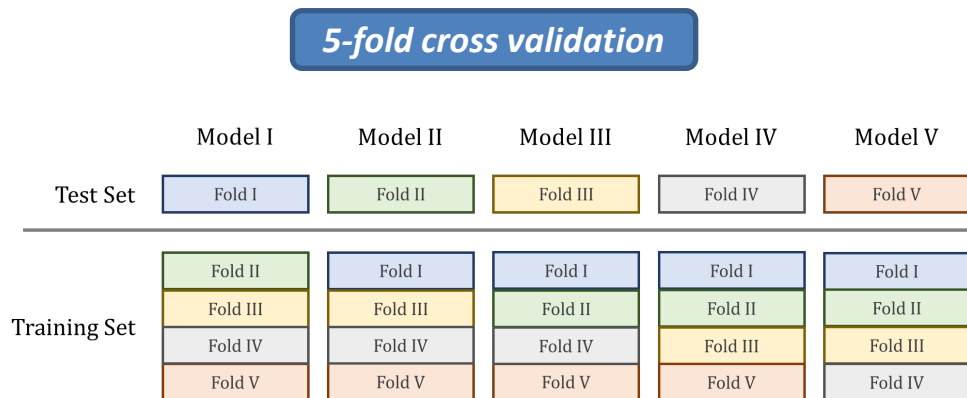 5-fold cross validation
Model I Model II Model III Model IV Model V
Test Set Fold I Fold II Fold III Fold IV Fold V
Fold II Fold I Fold I Fold I Fold I
Fold III Fold III Fold II Fold II Fold II
Training Set
Fold IV Fold IV Fold IV Fold III Fold III
Fold V Fold V Fold V Fold V Fold IV